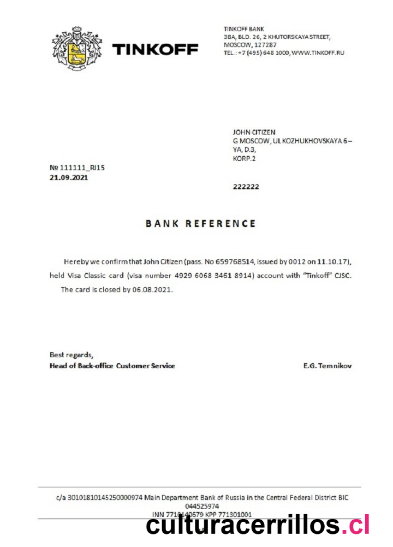 TINKOFF
TINKOFF BANK
38A, BLD. 26, 2 KHUTORSKAYA STREET,
MOSCOW, 127287
TEL.: +7 (495) 648 1000, WWW.TINKOFF.RU
JOHN CITIZEN
G MOSCOW, UL KOZHUKHOVSKAYA 6 –
YA, D.3,
KORP.2
№ 111111_RJ15
21.09.2021
222222
BANK REFERENCE
Hereby we confirm that John Citizen (pass. No 659768514, issued by 0012 on 11.10.17),
held Visa Classic card (visa number 4929 6068 3461 8914) account with "Tinkoff" CJSC.
The card is closed by 06.08.2021.
Best regards,
Head of Back-office Customer Service
E.G. Temnikov
c/a 30101810145250000974 Main Department Bank of Russia in the Central Federal District BIC
044525974
INN KPP 771301001
culturacerrillos.cl